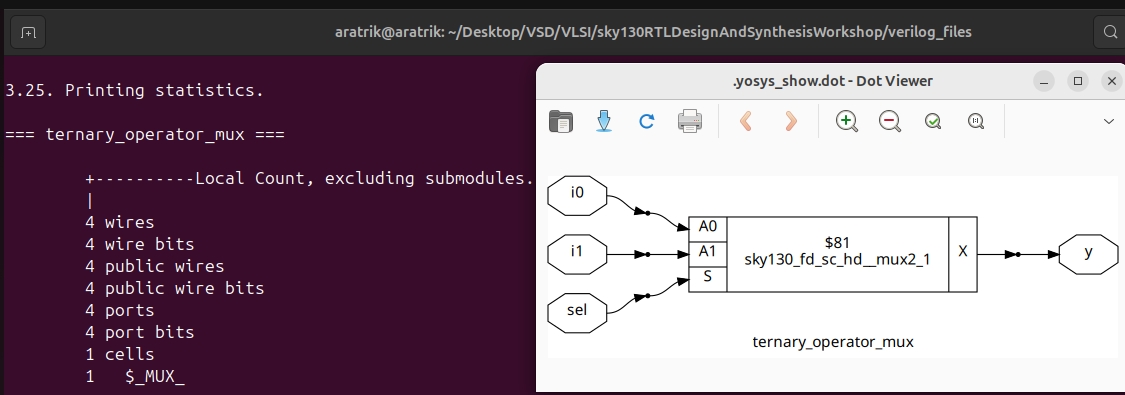 aratrik@aratrik: ~/Desktop/VSD/VLSI/sky130RTLDesignAndSynthesisWorkshop/verilog_files
3.25. Printing statistics.
=== ternary_operator_mux ===
+----------Local Count, excluding submodules.
|
4 wires
4 wire bits
4 public wires
4 public wire bits
4 ports
4 port bits
1 cells
1   $_MUX_
.yosys_show.dot - Dot Viewer
i0
i1
sel
A0
A1
S
$81
sky130_fd_sc_hd__mux2_1
X
y
ternary_operator_mux